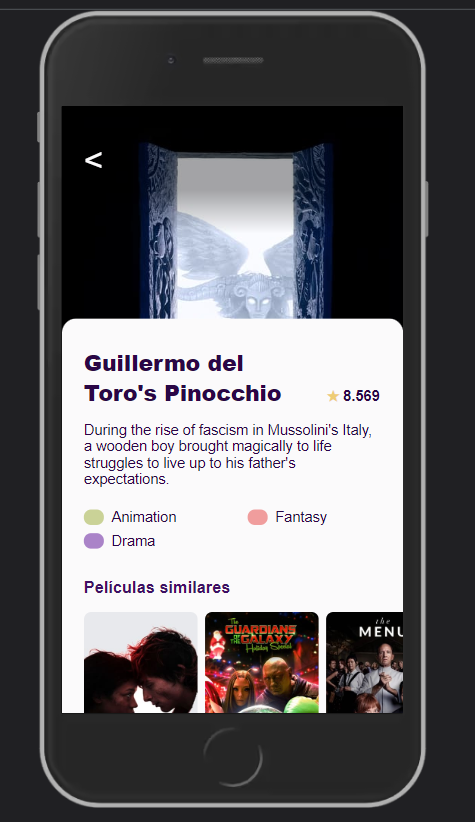 <
Guillermo del
Toro's Pinocchio
★ 8.569
During the rise of fascism in Mussolini's Italy,
a wooden boy brought magically to life
struggles to live up to his father's
expectations.
Animation
Fantasy
Drama
Películas similares
The
GUARDIANS
OF THE
GALAXY
Holiday Special
the
MENU